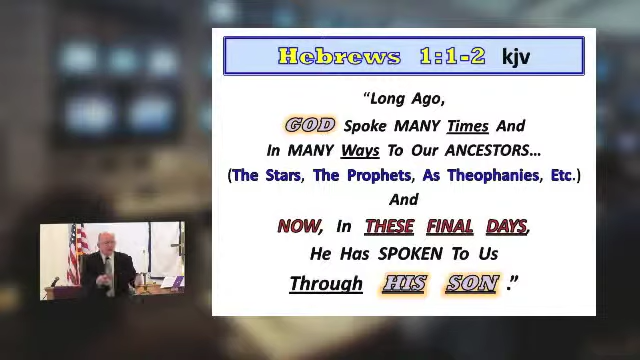 Hebrews 1:1-2 kjv
“Long Ago,
GOD Spoke MANY Times And
In MANY Ways To Our ANCESTORS...
(The Stars, The Prophets, As Theophanies, Etc.)
And
NOW, In THESE FINAL DAYS,
He Has SPOKEN To Us
Through HIS SON .”